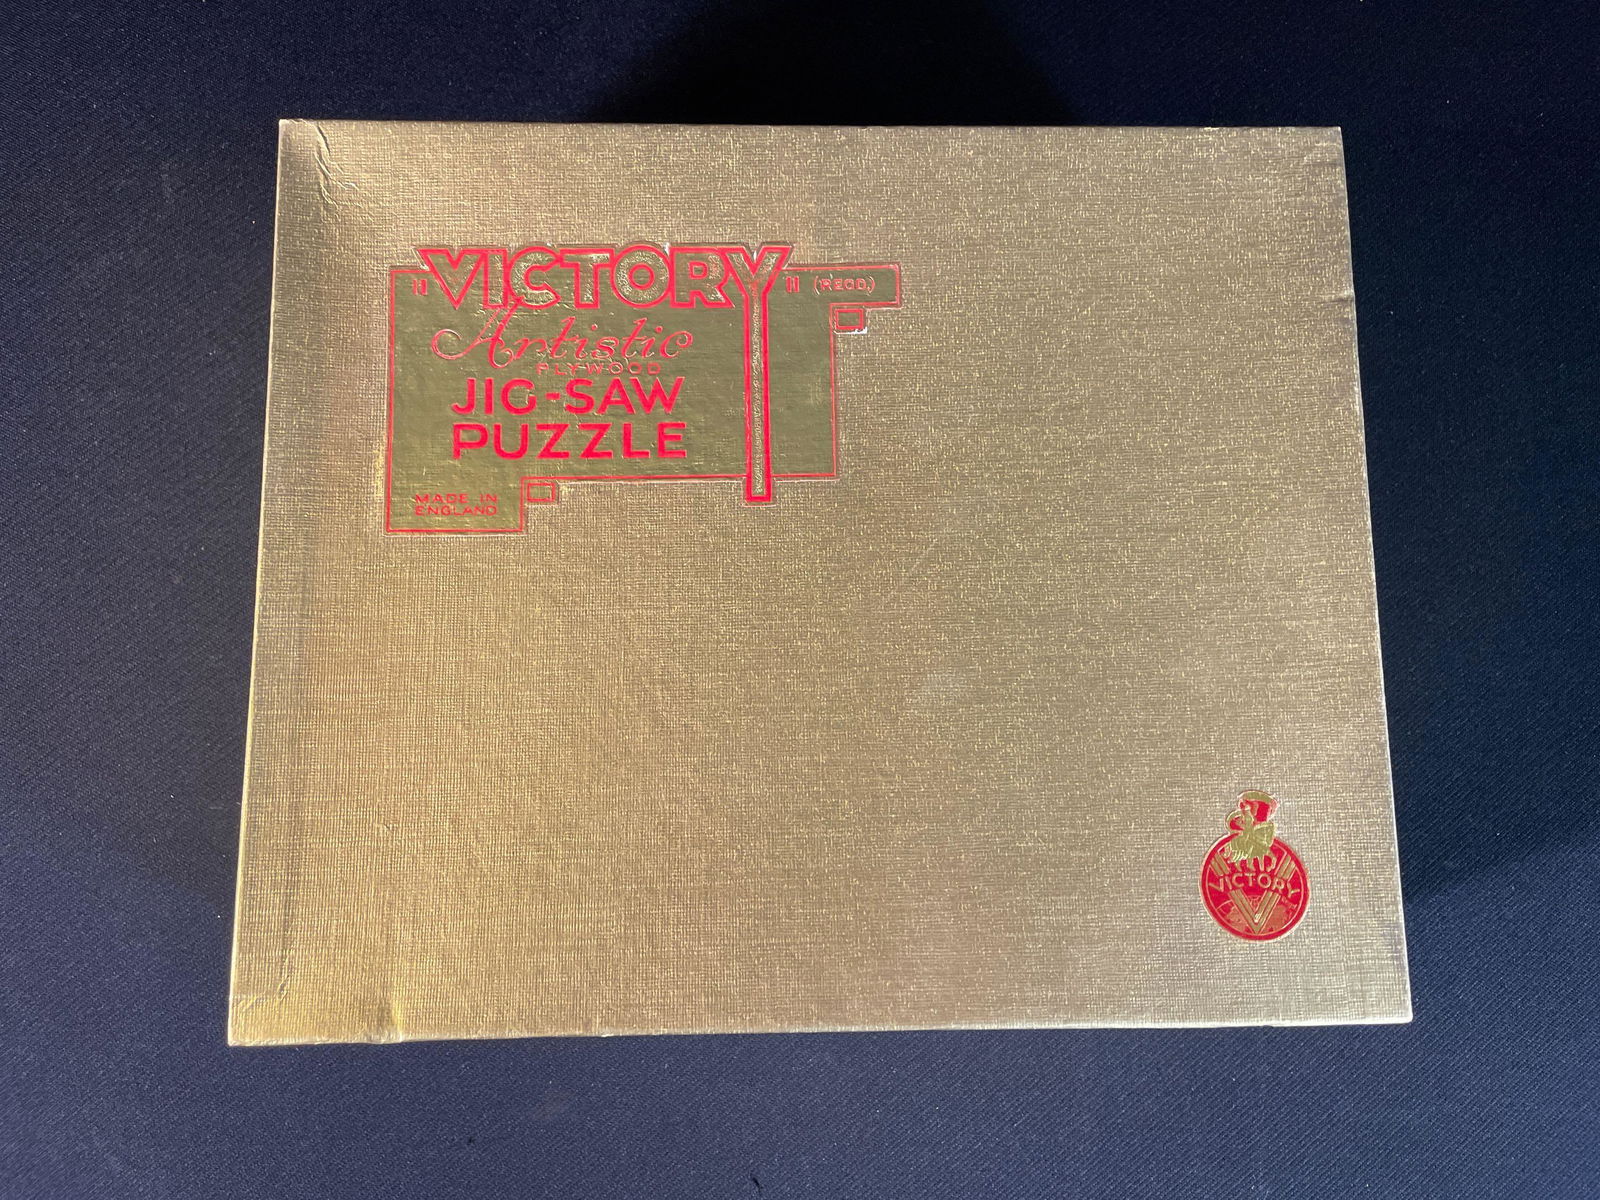 "VICTORY" (REGD.)
Artistic
PLYWOOD
JIG-SAW
PUZZLE
MADE IN
ENGLAND
VICTORY